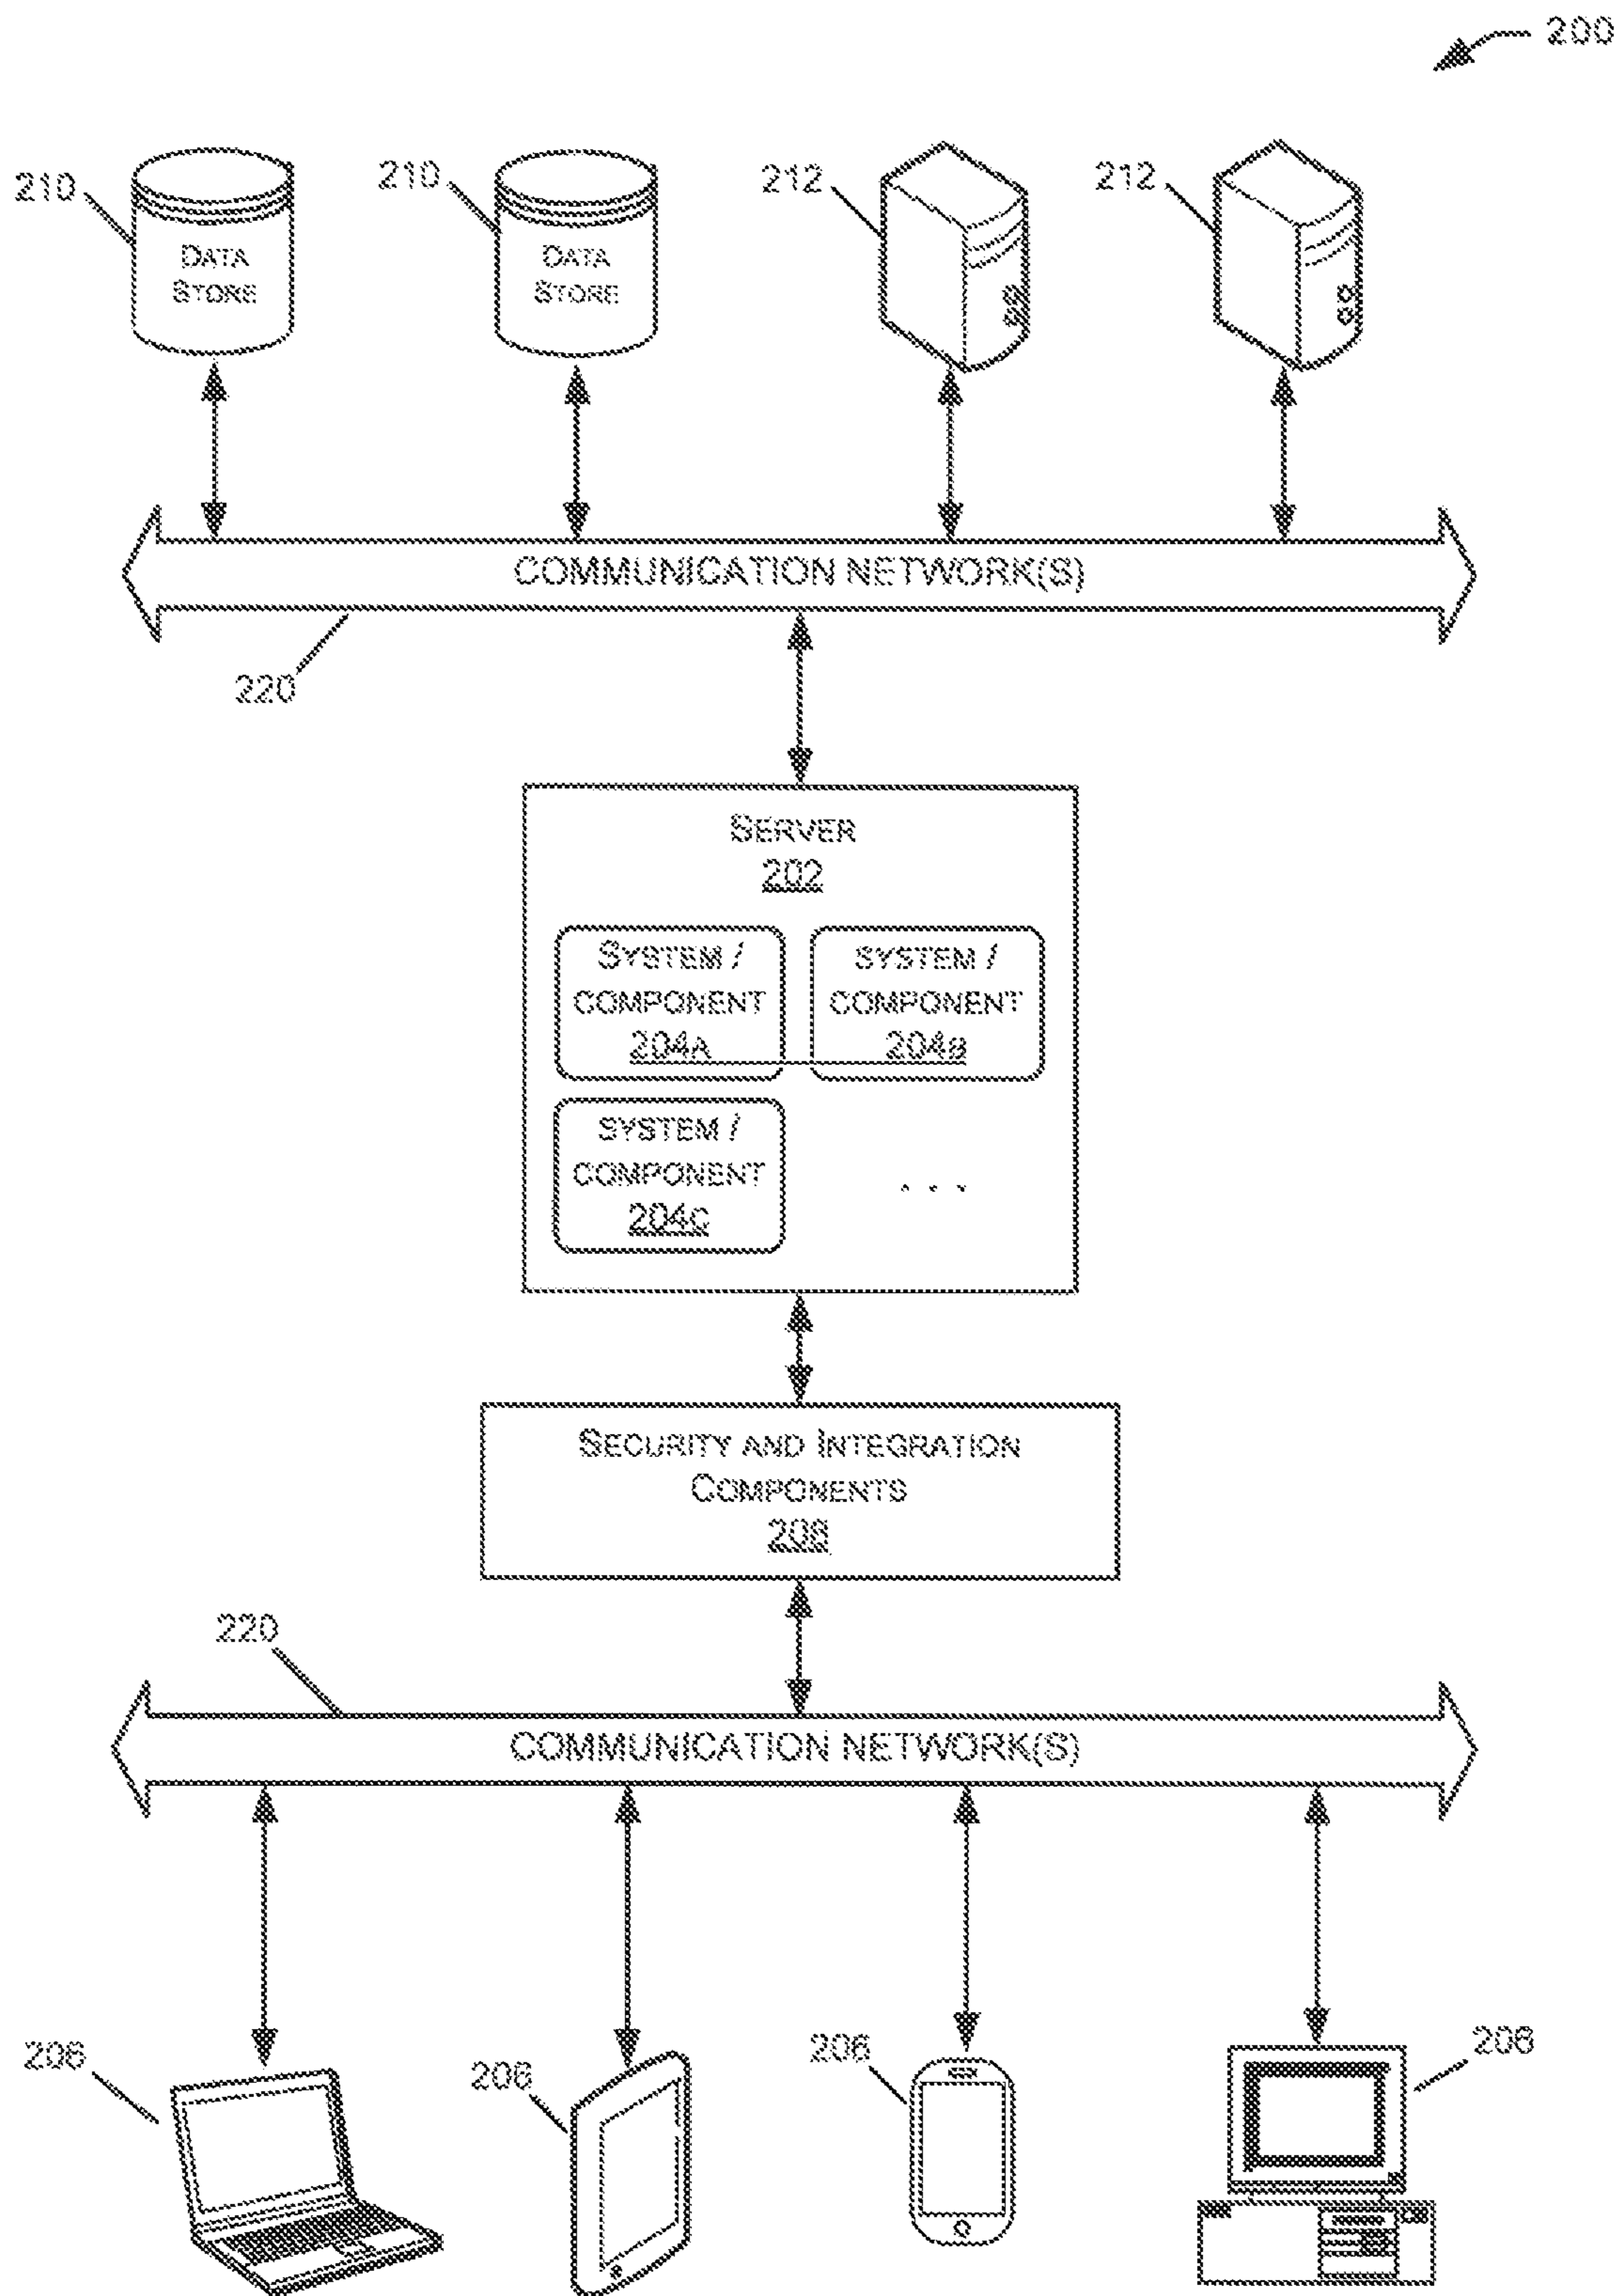 200
210
210
212
212
DATA
STORE
DATA
STORE
COMMUNICATION NETWORK(S)
220
SERVER
202
SYSTEM /
COMPONENT
204A
SYSTEM /
COMPONENT
204B
SYSTEM /
COMPONENT
204C
. . .
SECURITY AND INTEGRATION
COMPONENTS
208
220
COMMUNICATION NETWORK(S)
206
206
206
206